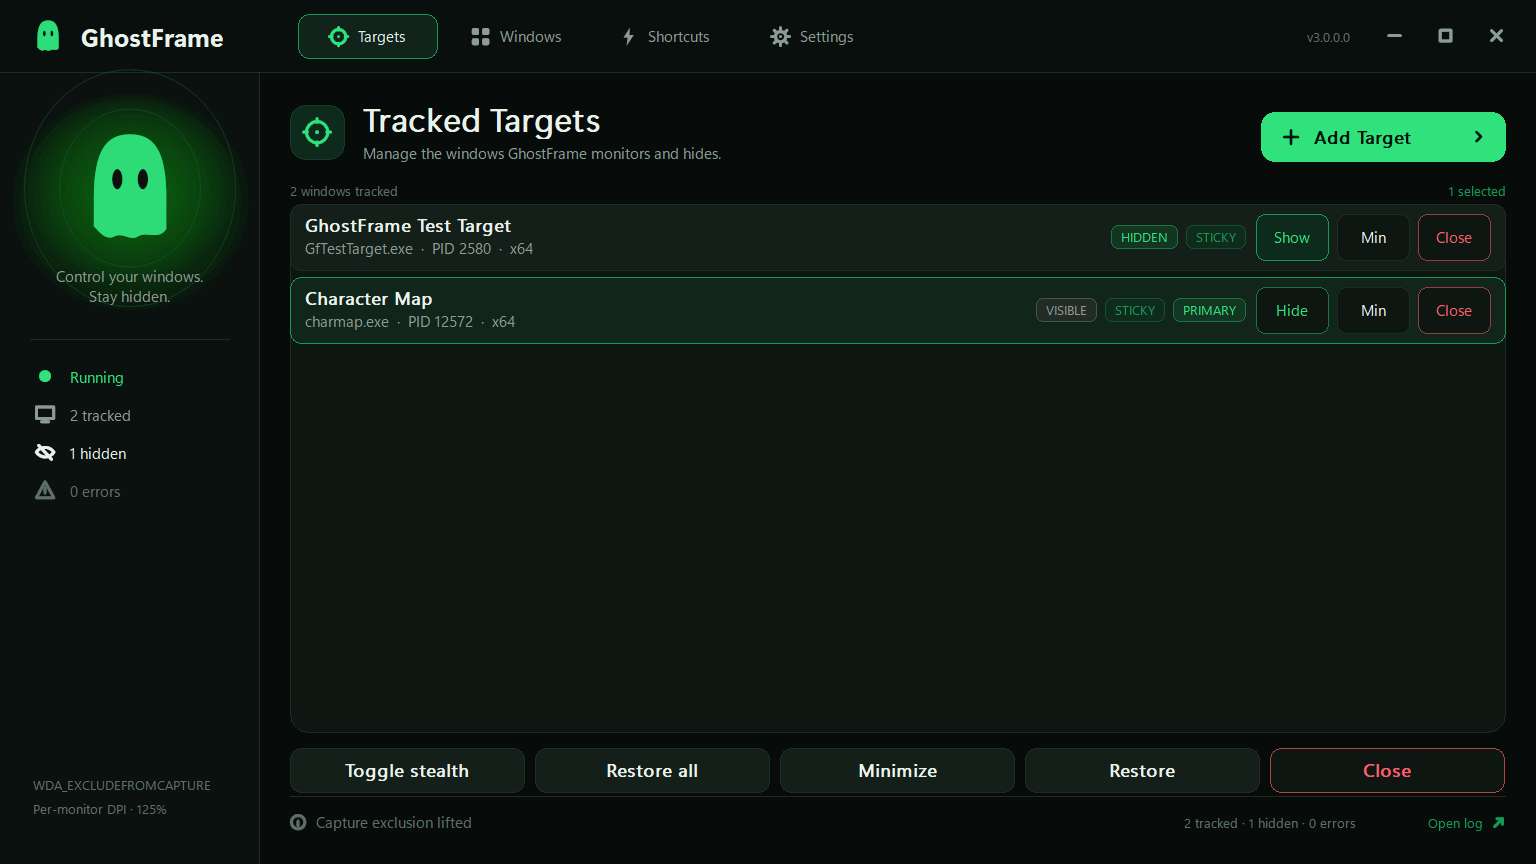 GhostFrame
Targets
Windows
Shortcuts
Settings
v3.0.0.0
Control your windows.
Stay hidden.
Running
2 tracked
1 hidden
0 errors
WDA_EXCLUDEFROMCAPTURE
Per-monitor DPI · 125%
Tracked Targets
Manage the windows GhostFrame monitors and hides.
Add Target
2 windows tracked
1 selected
GhostFrame Test Target
GfTestTarget.exe · PID 2580 · x64
HIDDEN
STICKY
Show
Min
Close
Character Map
charmap.exe · PID 12572 · x64
VISIBLE
STICKY
PRIMARY
Hide
Min
Close
Toggle stealth
Restore all
Minimize
Restore
Close
Capture exclusion lifted
2 tracked · 1 hidden · 0 errors
Open log